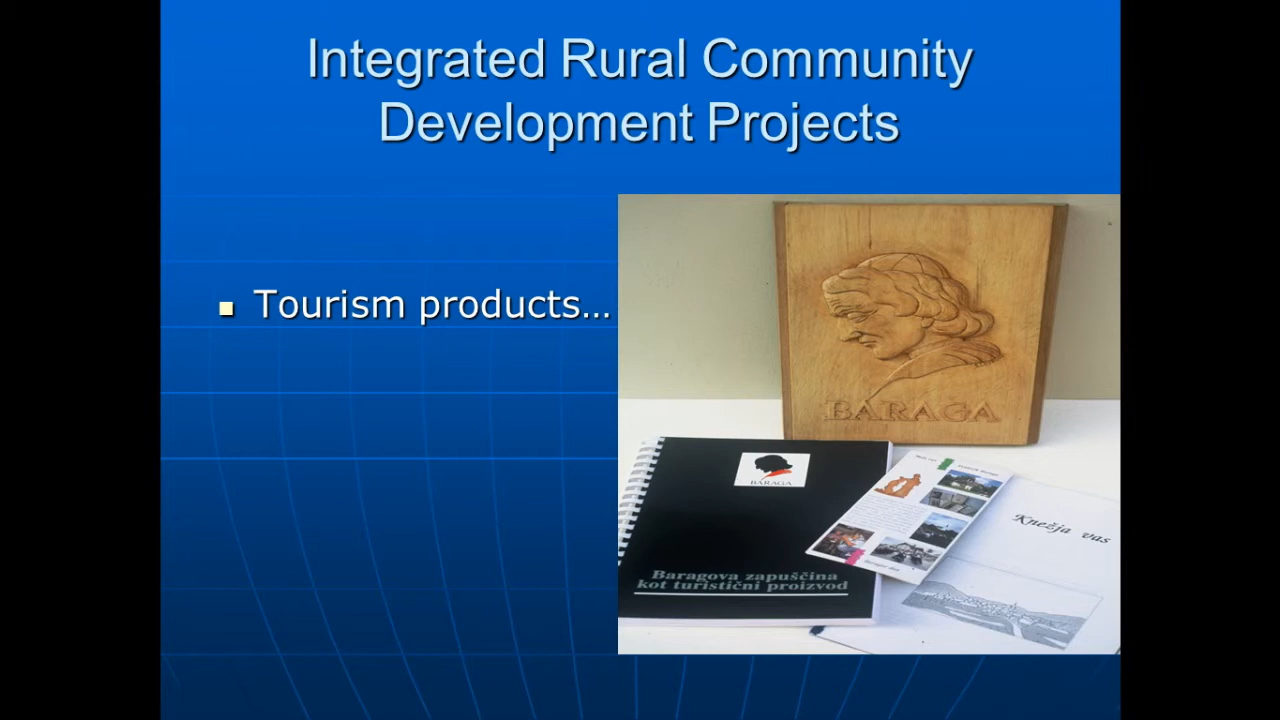 Integrated Rural Community
Development Projects
Tourism products...
BARAGA
BARAGA
Baragova zapuščina
kot turistični proizvod
Knežja vas